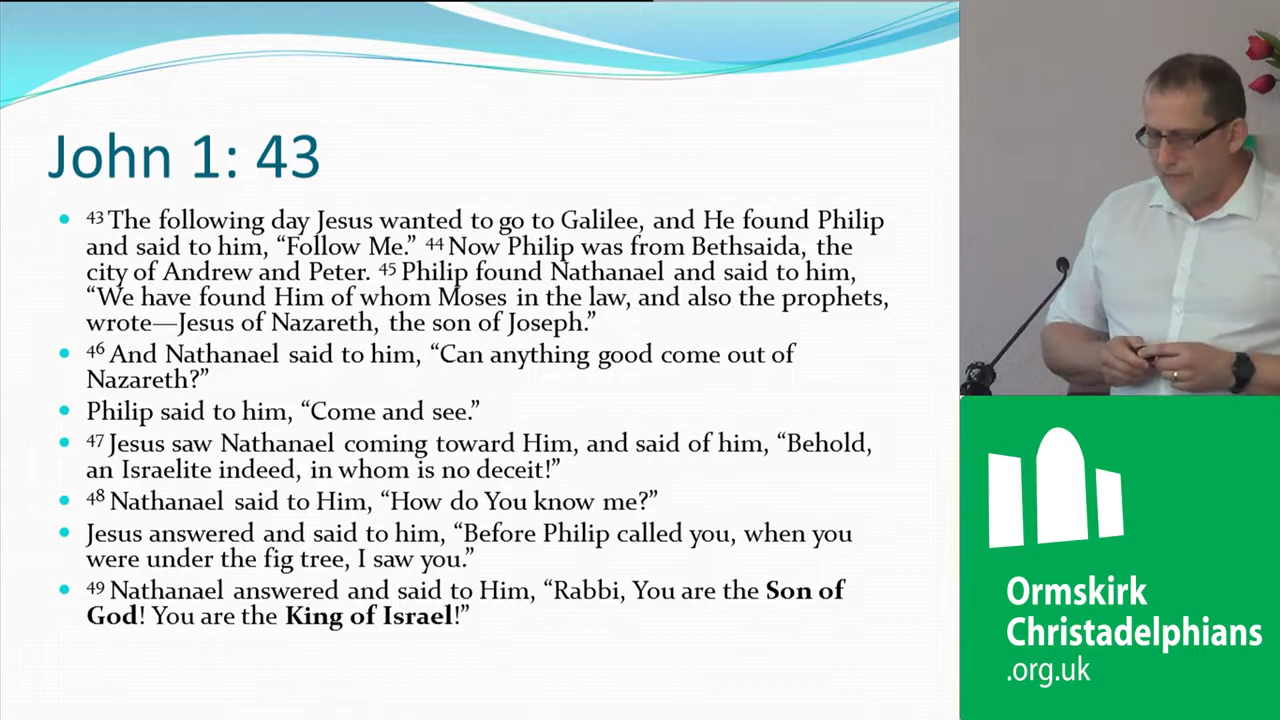 John 1: 43
43 The following day Jesus wanted to go to Galilee, and He found Philip
and said to him, “Follow Me.” 44 Now Philip was from Bethsaida, the
city of Andrew and Peter. 45 Philip found Nathanael and said to him,
“We have found Him of whom Moses in the law, and also the prophets,
wrote—Jesus of Nazareth, the son of Joseph.”
46 And Nathanael said to him, “Can anything good come out of
Nazareth?”
Philip said to him, “Come and see.”
47 Jesus saw Nathanael coming toward Him, and said of him, “Behold,
an Israelite indeed, in whom is no deceit!”
48 Nathanael said to Him, “How do You know me?”
Jesus answered and said to him, “Before Philip called you, when you
were under the fig tree, I saw you.”
49 Nathanael answered and said to Him, “Rabbi, You are the Son of
God! You are the King of Israel!”
Ormskirk
Christadelphians
.org.uk